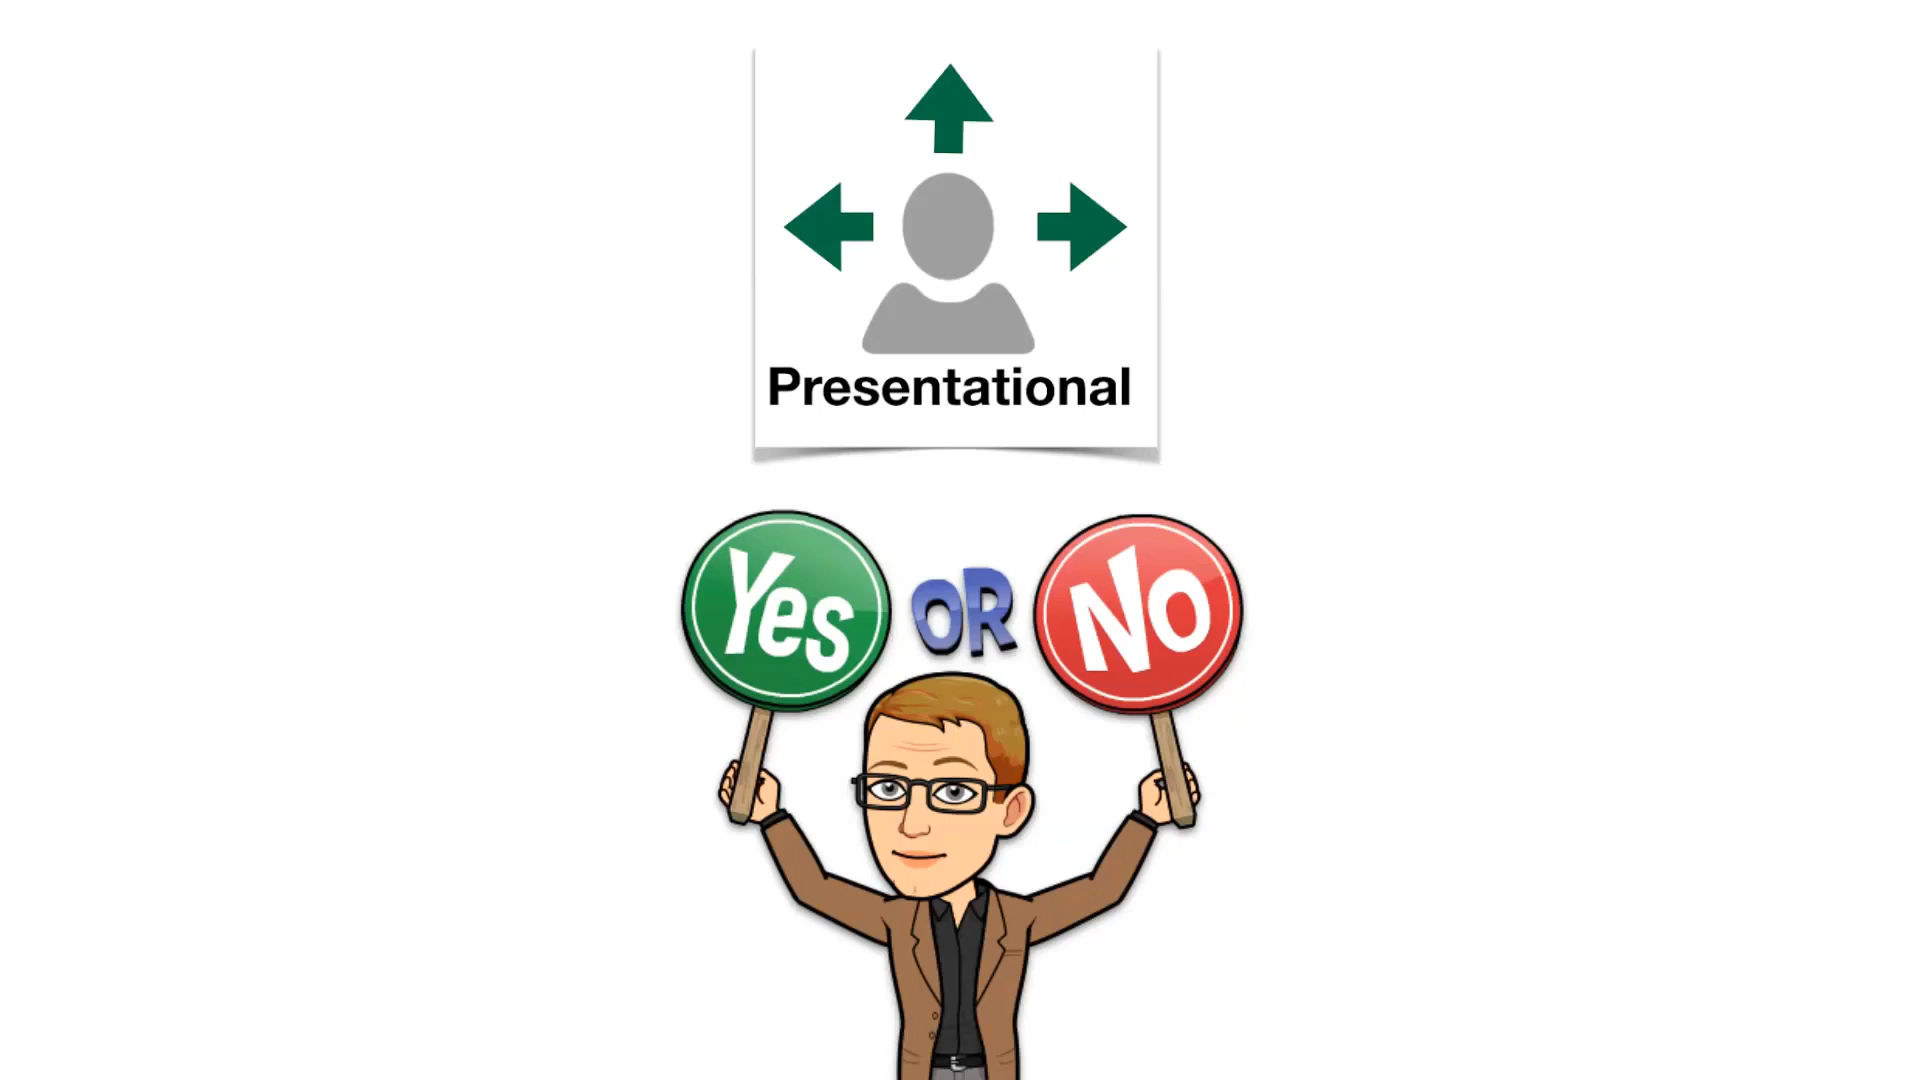 Presentational
Yes OR No